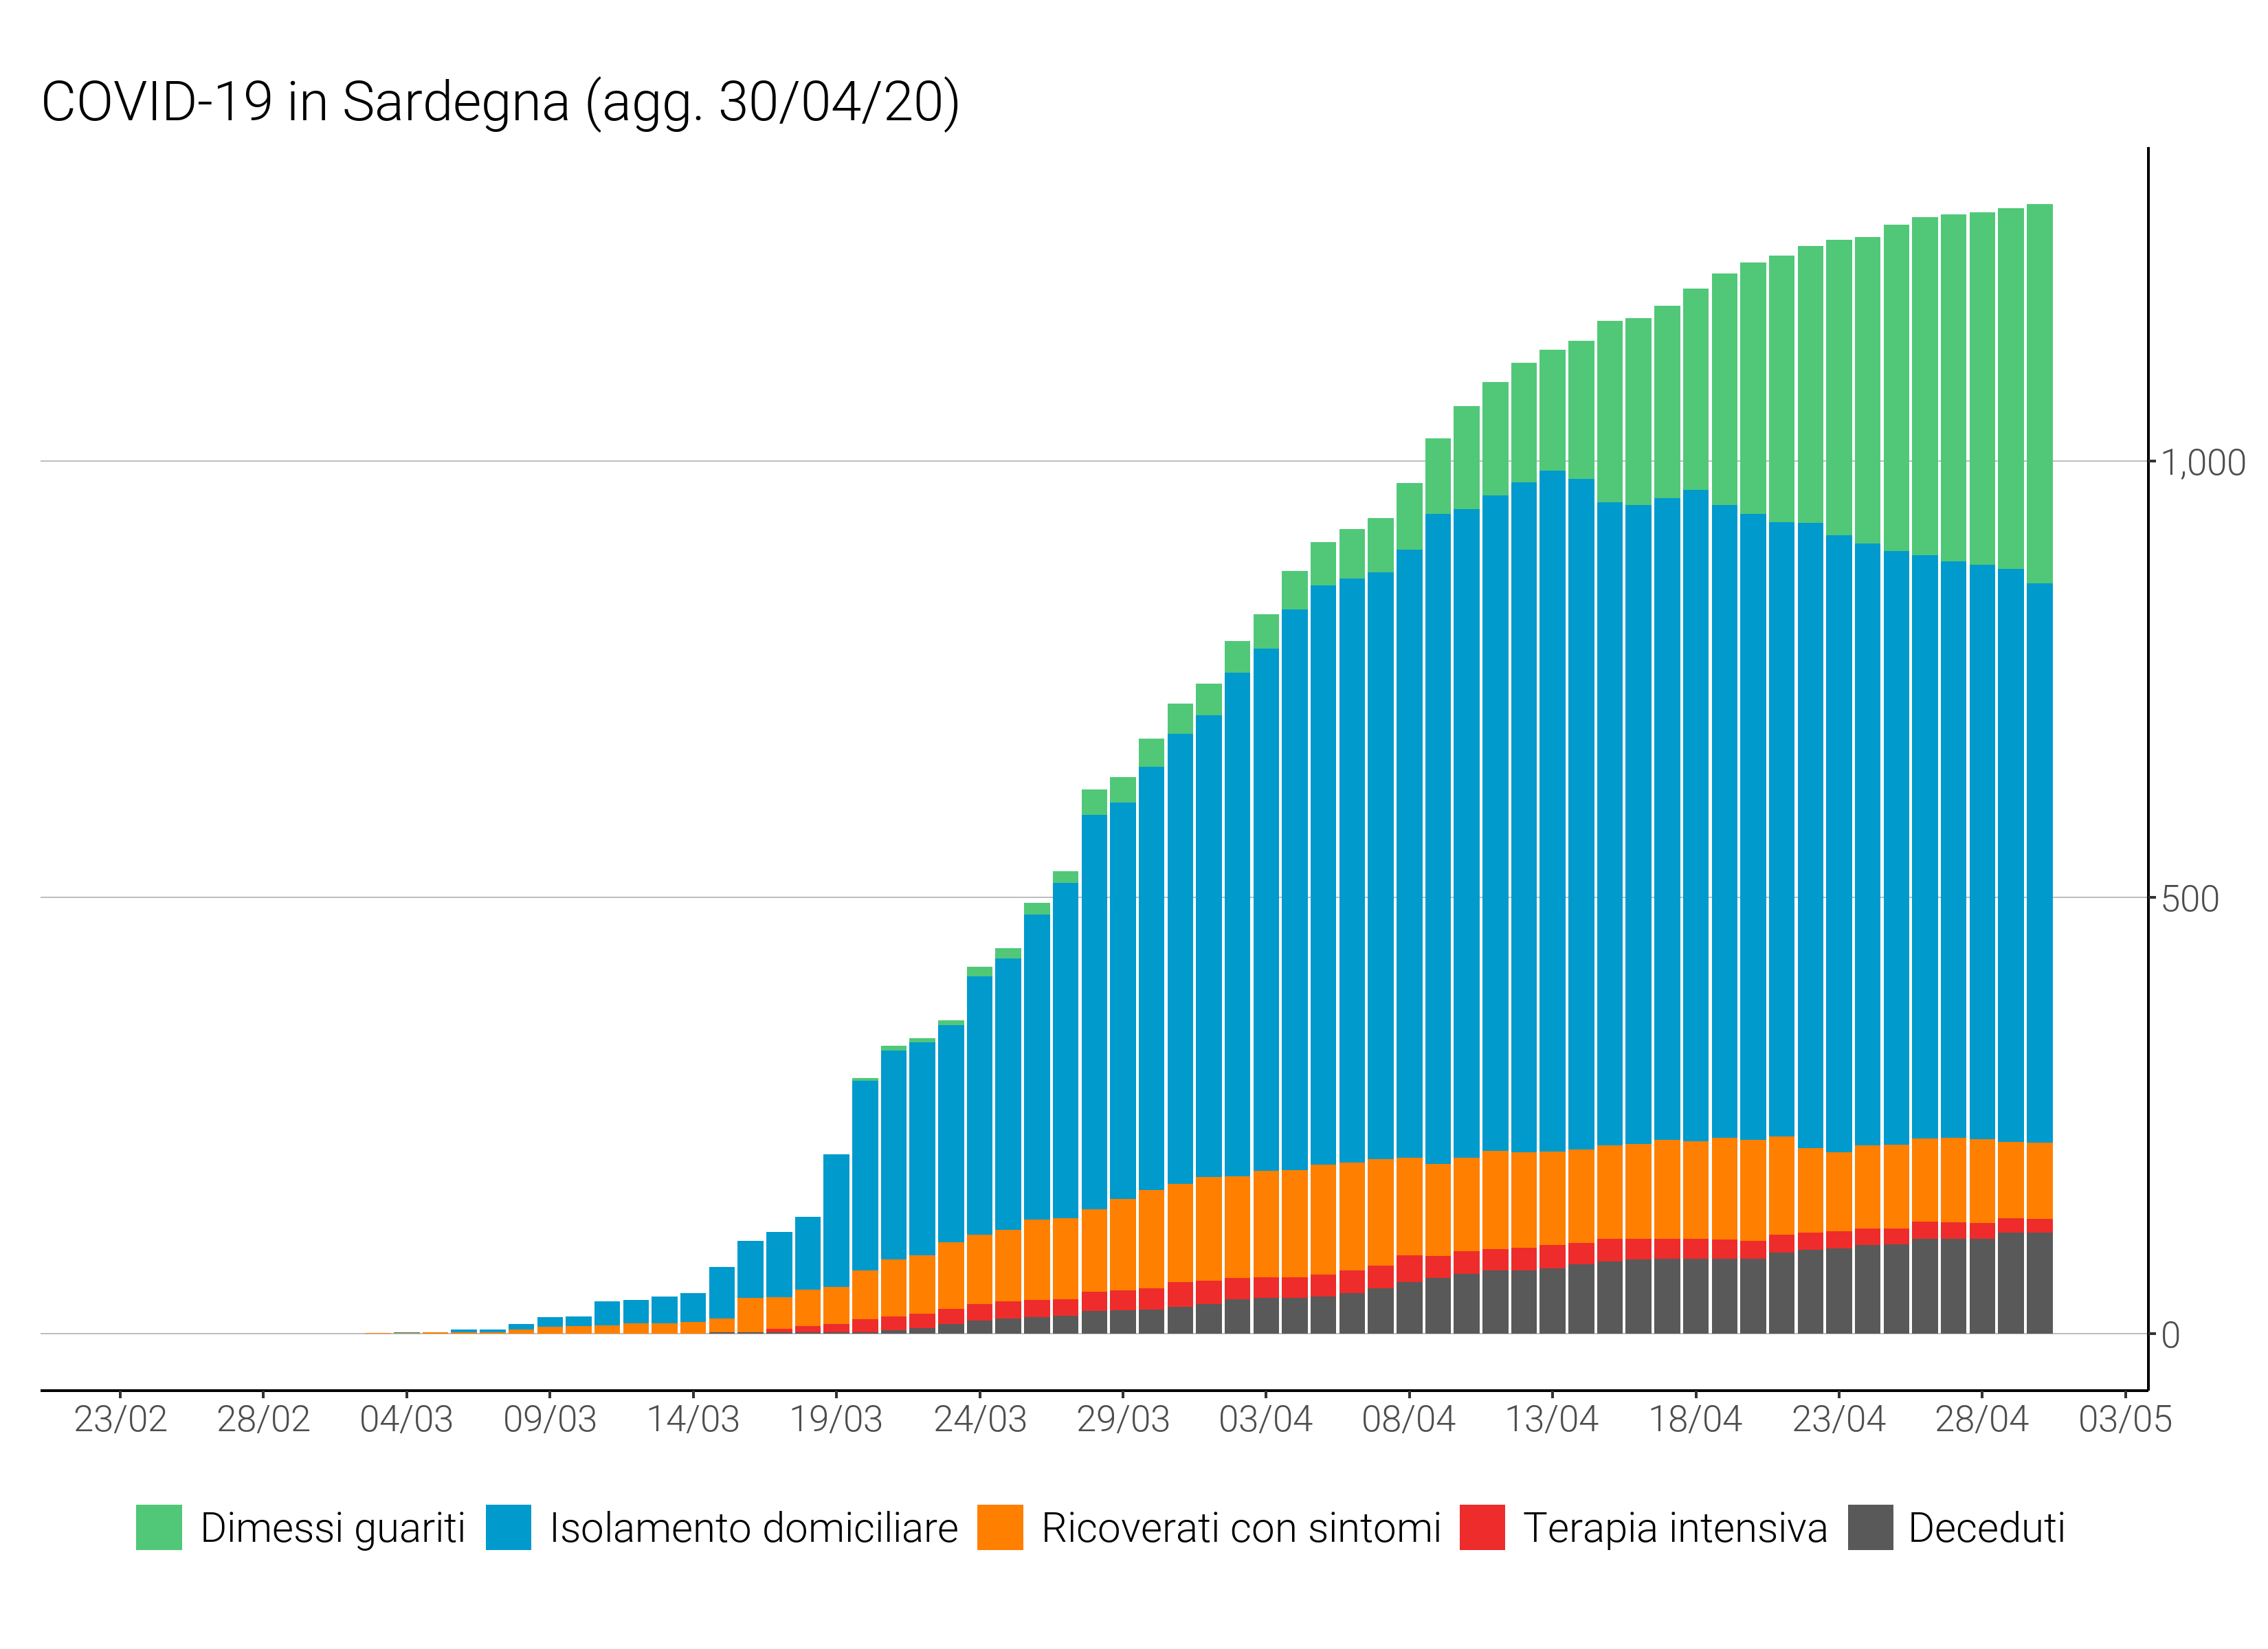 COVID-19 in Sardegna (agg. 30/04/20)
1,000
500
0
23/02 28/02 04/03 09/03 14/03 19/03 24/03 29/03 03/04 08/04 13/04 18/04 23/04 28/04 03/05
Dimessi guariti Isolamento domiciliare Ricoverati con sintomi Terapia intensiva Deceduti